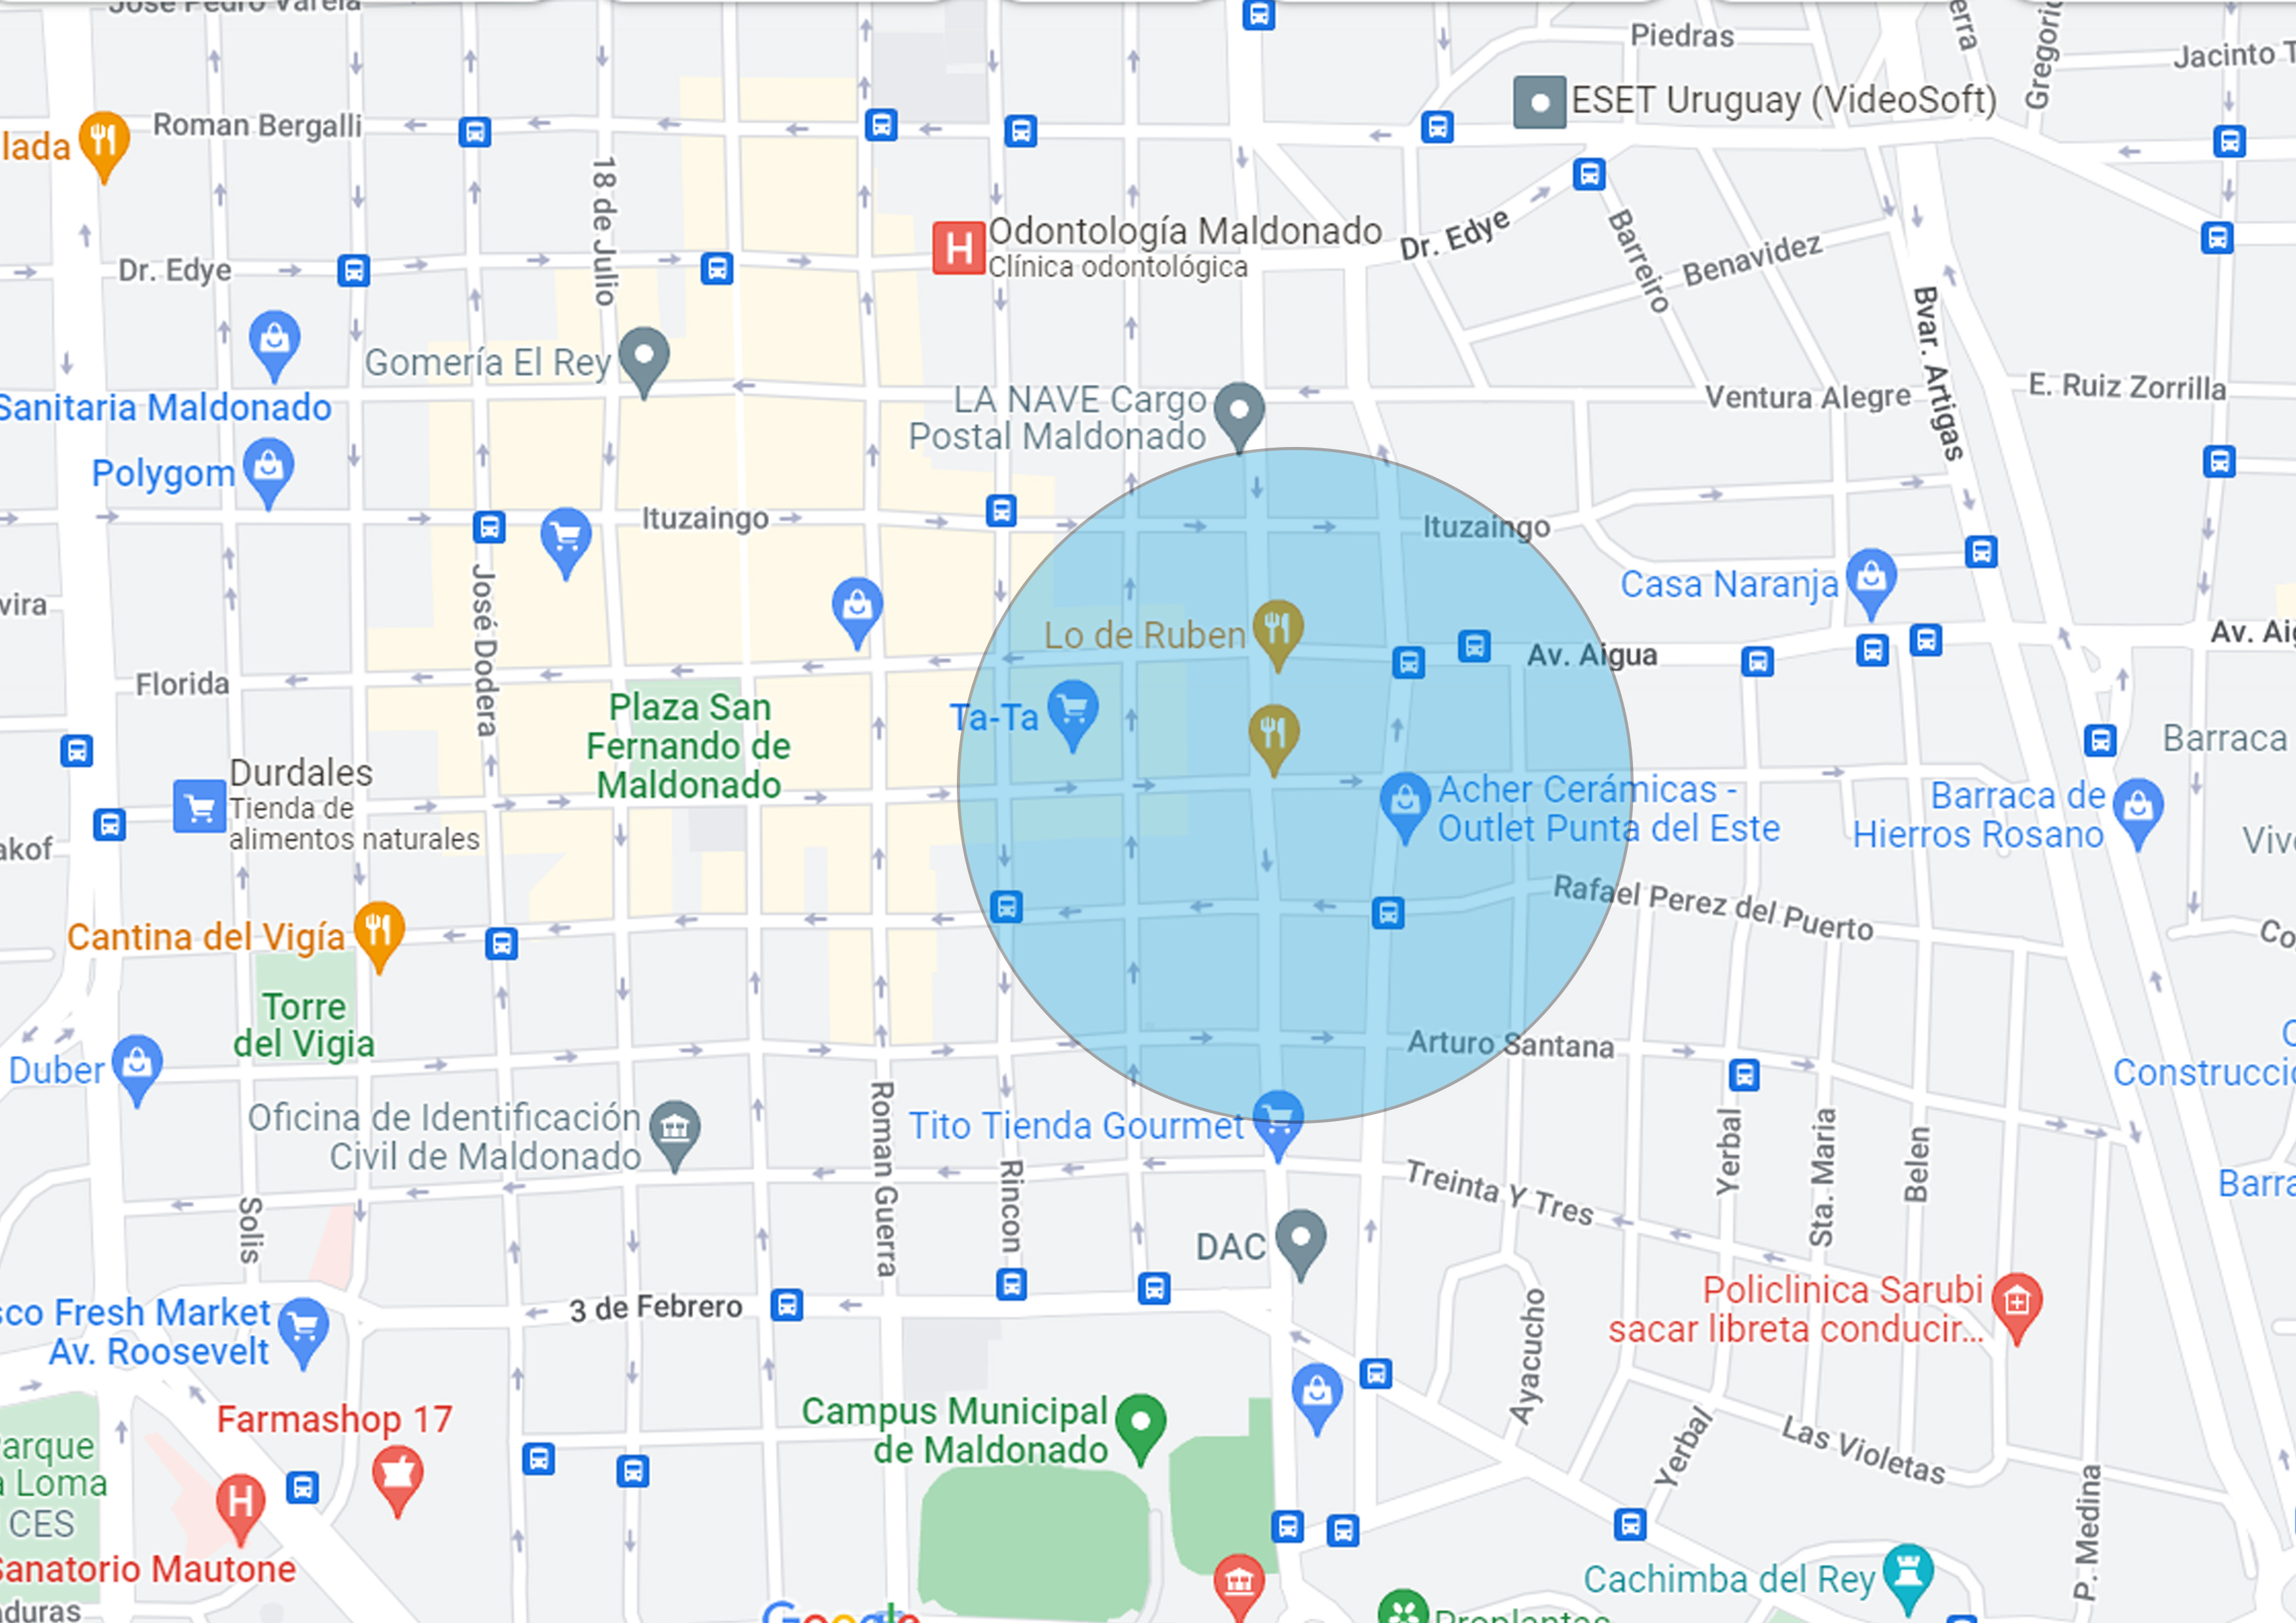 Jose Pedro Varela
Piedras
Jacinto T
Gregorio
erra
ESET Uruguay (VideoSoft)
Roman Bergalli
lada
18 de Julio
Odontología Maldonado
Clínica odontológica
Dr. Edye
Barreiro
Benavidez
Dr. Edye
Bvar. Artigas
Gomería El Rey
LA NAVE Cargo
Postal Maldonado
Ventura Alegre
E. Ruiz Zorrilla
Sanitaria Maldonado
Polygom
Ituzaingo
Ituzaingo
José Dodera
Casa Naranja
vira
Lo de Ruben
Av. Aigua
Av. Aig
Florida
Plaza San
Fernando de
Maldonado
Ta-Ta
Barraca
Durdales
Tienda de
alimentos naturales
Acher Cerámicas -
Outlet Punta del Este
Barraca de
Hierros Rosano
Vive
akof
Rafael Perez del Puerto
Cantina del Vigía
Co
Torre
del Vigia
Arturo Santana
Duber
Construccio
Oficina de Identificación
Civil de Maldonado
Roman Guerra
Tito Tienda Gourmet
Rincon
Treinta Y Tres
Yerbal
Sta. Maria
Belen
Barra
Solis
DAC
sco Fresh Market
Av. Roosevelt
3 de Febrero
Policlinica Sarubi
sacar libreta conducir...
Ayacucho
Farmashop 17
Campus Municipal
de Maldonado
Yerbal
Las Violetas
P. Medina
arque
a Loma
CES
Sanatorio Mautone
Cachimba del Rey
duras
Google
Proplantas